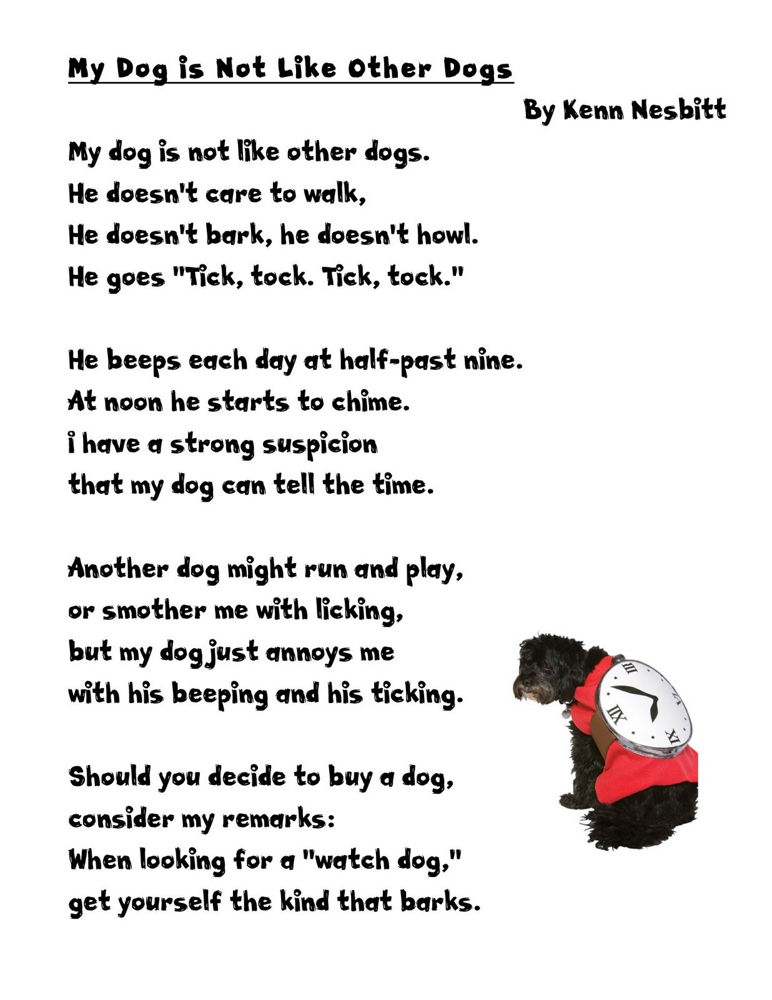 My Dog is Not Like Other Dogs
By Kenn Nesbitt
My dog is not like other dogs.
He doesn't care to walk,
He doesn't bark, he doesn't howl.
He goes "Tick, tock. Tick, tock."
He beeps each day at half-past nine.
At noon he starts to chime.
i have a strong suspicion
that my dog can tell the time.
Another dog might run and play,
or smother me with licking,
but my dog just annoys me
with his beeping and his ticking.
Should you decide to buy a dog,
consider my remarks:
When looking for a "watch dog,"
get yourself the kind that barks.
III
VI
XII
IX